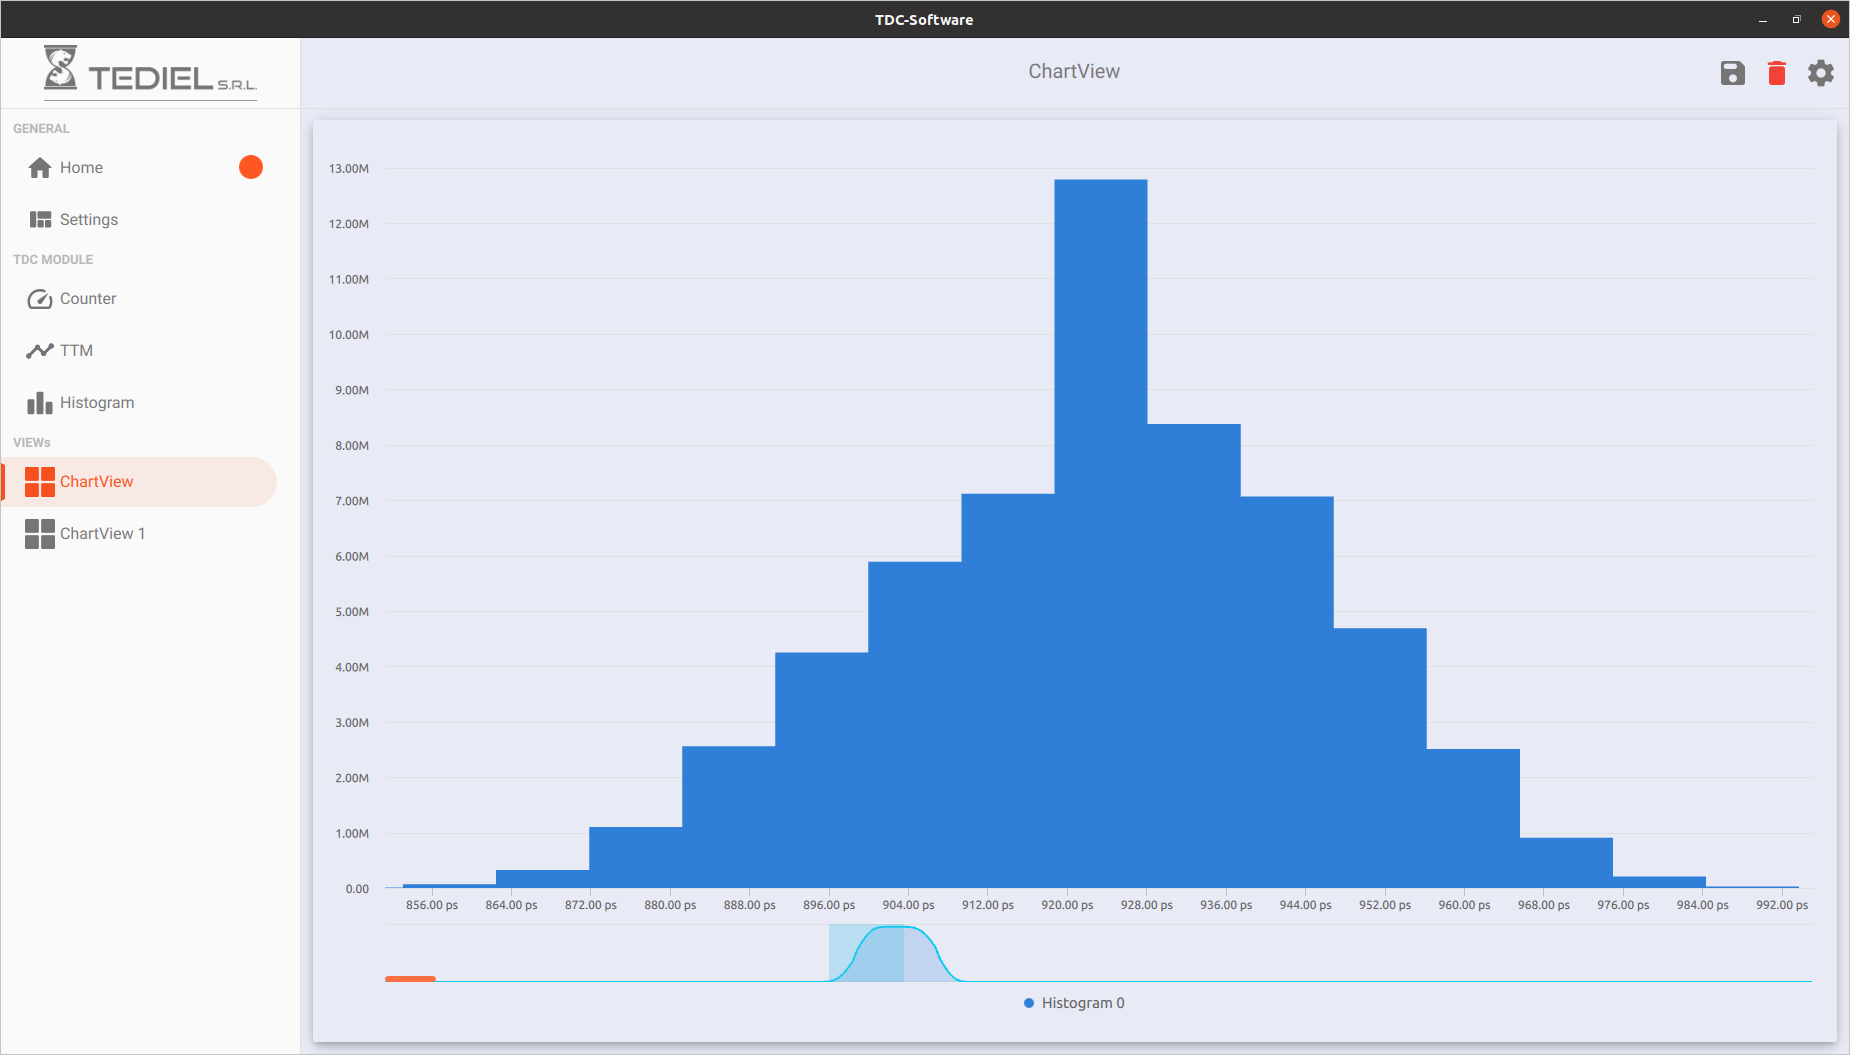 TDC-Software
TEDIEL S.R.L.
ChartView
GENERAL
Home
Settings
TDC MODULE
Counter
TTM
Histogram
VIEWs
ChartView
ChartView 1
13.00M
12.00M
11.00M
10.00M
9.00M
8.00M
7.00M
6.00M
5.00M
4.00M
3.00M
2.00M
1.00M
0.00
856.00 ps 864.00 ps 872.00 ps 880.00 ps 888.00 ps 896.00 ps 904.00 ps 912.00 ps 920.00 ps 928.00 ps 936.00 ps 944.00 ps 952.00 ps 960.00 ps 968.00 ps 976.00 ps 984.00 ps 992.00 ps
Histogram 0